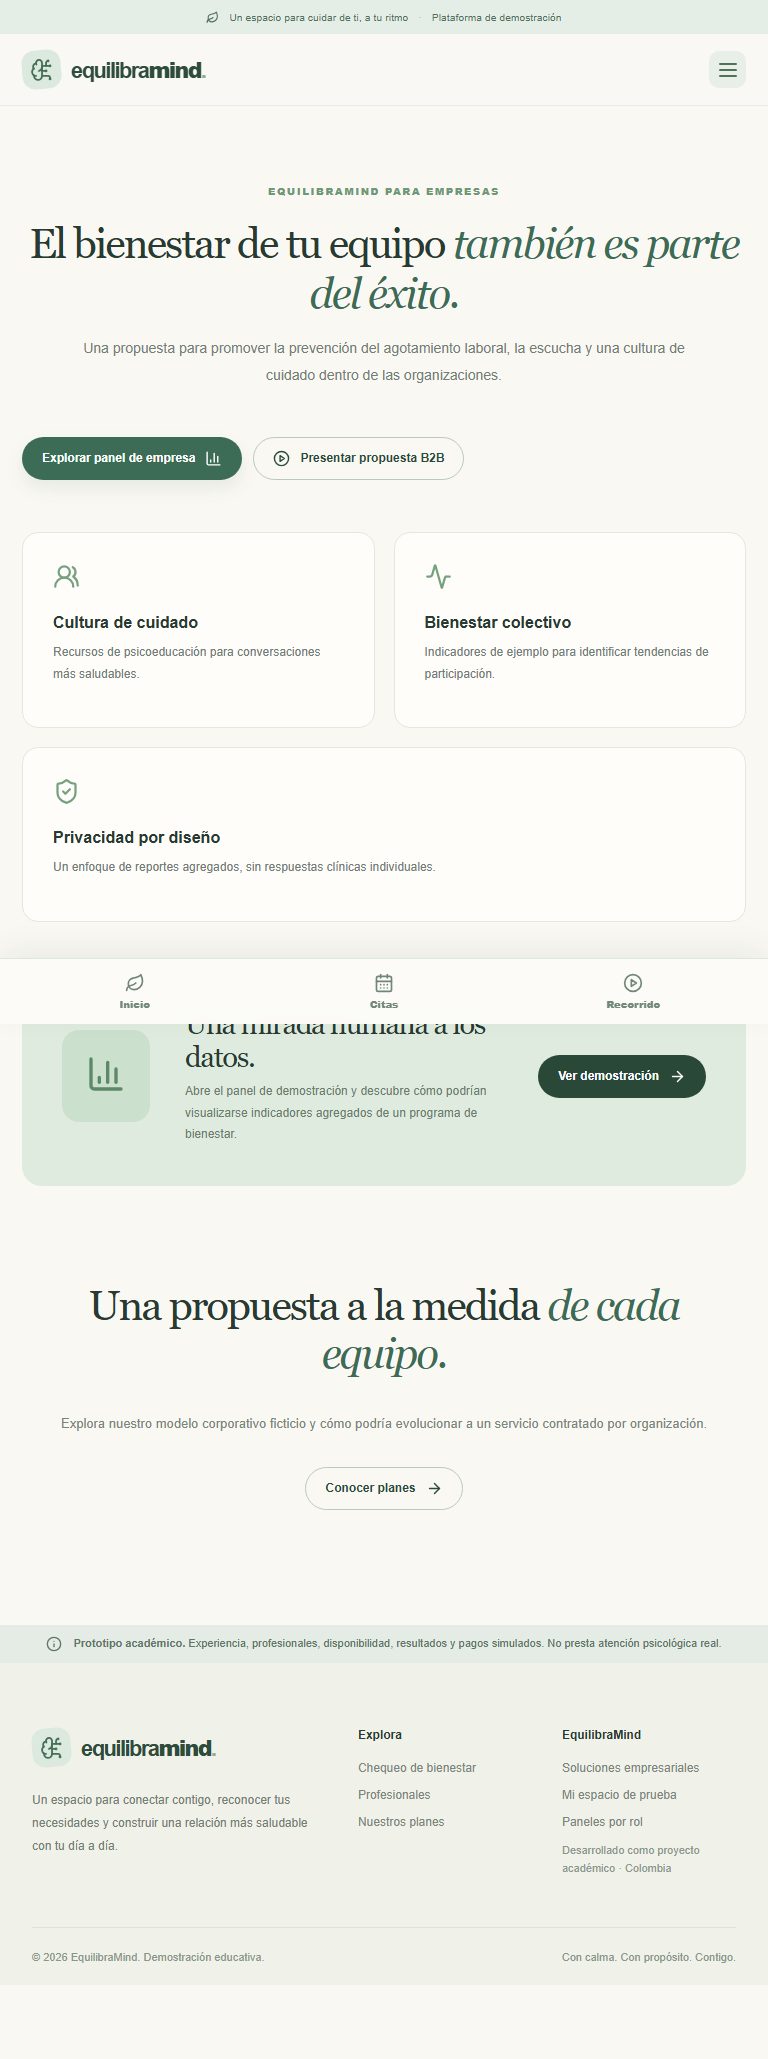 Un espacio para cuidar de ti, a tu ritmo · Plataforma de demostración
equilibramind.
EQUILIBRAMIND PARA EMPRESAS
El bienestar de tu equipo también es parte
del éxito.
Una propuesta para promover la prevención del agotamiento laboral, la escucha y una cultura de
cuidado dentro de las organizaciones.
Explorar panel de empresa
Presentar propuesta B2B
Cultura de cuidado
Recursos de psicoeducación para conversaciones
más saludables.
Bienestar colectivo
Indicadores de ejemplo para identificar tendencias de
participación.
Privacidad por diseño
Un enfoque de reportes agregados, sin respuestas clínicas individuales.
Inicio
Citas
Recorrido
Una mirada humana a los
datos.
Abre el panel de demostración y descubre cómo podrían
visualizarse indicadores agregados de un programa de
bienestar.
Ver demostración
Una propuesta a la medida de cada
equipo.
Explora nuestro modelo corporativo ficticio y cómo podría evolucionar a un servicio contratado por organización.
Conocer planes
Prototipo académico. Experiencia, profesionales, disponibilidad, resultados y pagos simulados. No presta atención psicológica real.
equilibramind.
Un espacio para conectar contigo, reconocer tus
necesidades y construir una relación más saludable
con tu día a día.
Explora
Chequeo de bienestar
Profesionales
Nuestros planes
EquilibraMind
Soluciones empresariales
Mi espacio de prueba
Paneles por rol
Desarrollado como proyecto
académico · Colombia
© 2026 EquilibraMind. Demostración educativa.
Con calma. Con propósito. Contigo.